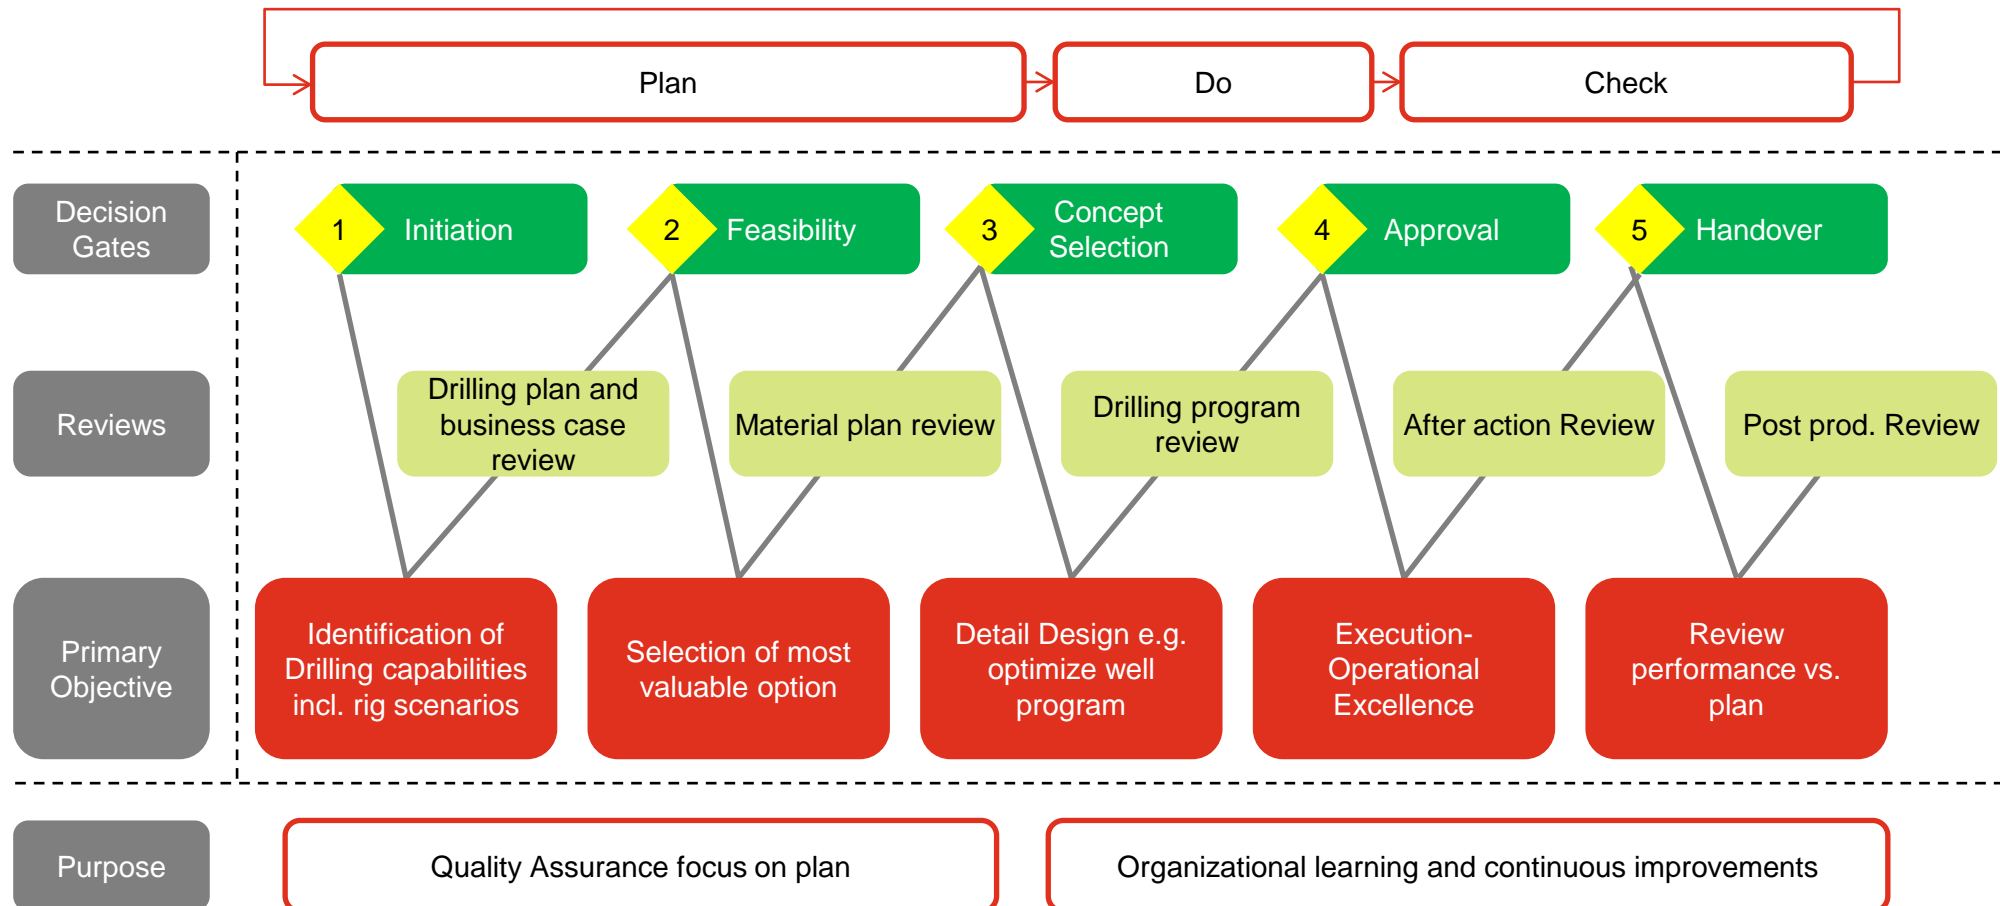 Plan
Do
Check
Decision
Gates
1
Initiation
2
Feasibility
3
Concept
Selection
4
Approval
5
Handover
Reviews
Drilling plan and
business case
review
Material plan review
Drilling program
review
After action Review
Post prod. Review
Primary
Objective
Identification of
Drilling capabilities
incl. rig scenarios
Selection of most
valuable option
Detail Design e.g.
optimize well
program
Execution-
Operational
Excellence
Review
performance vs.
plan
Purpose
Quality Assurance focus on plan
Organizational learning and continuous improvements